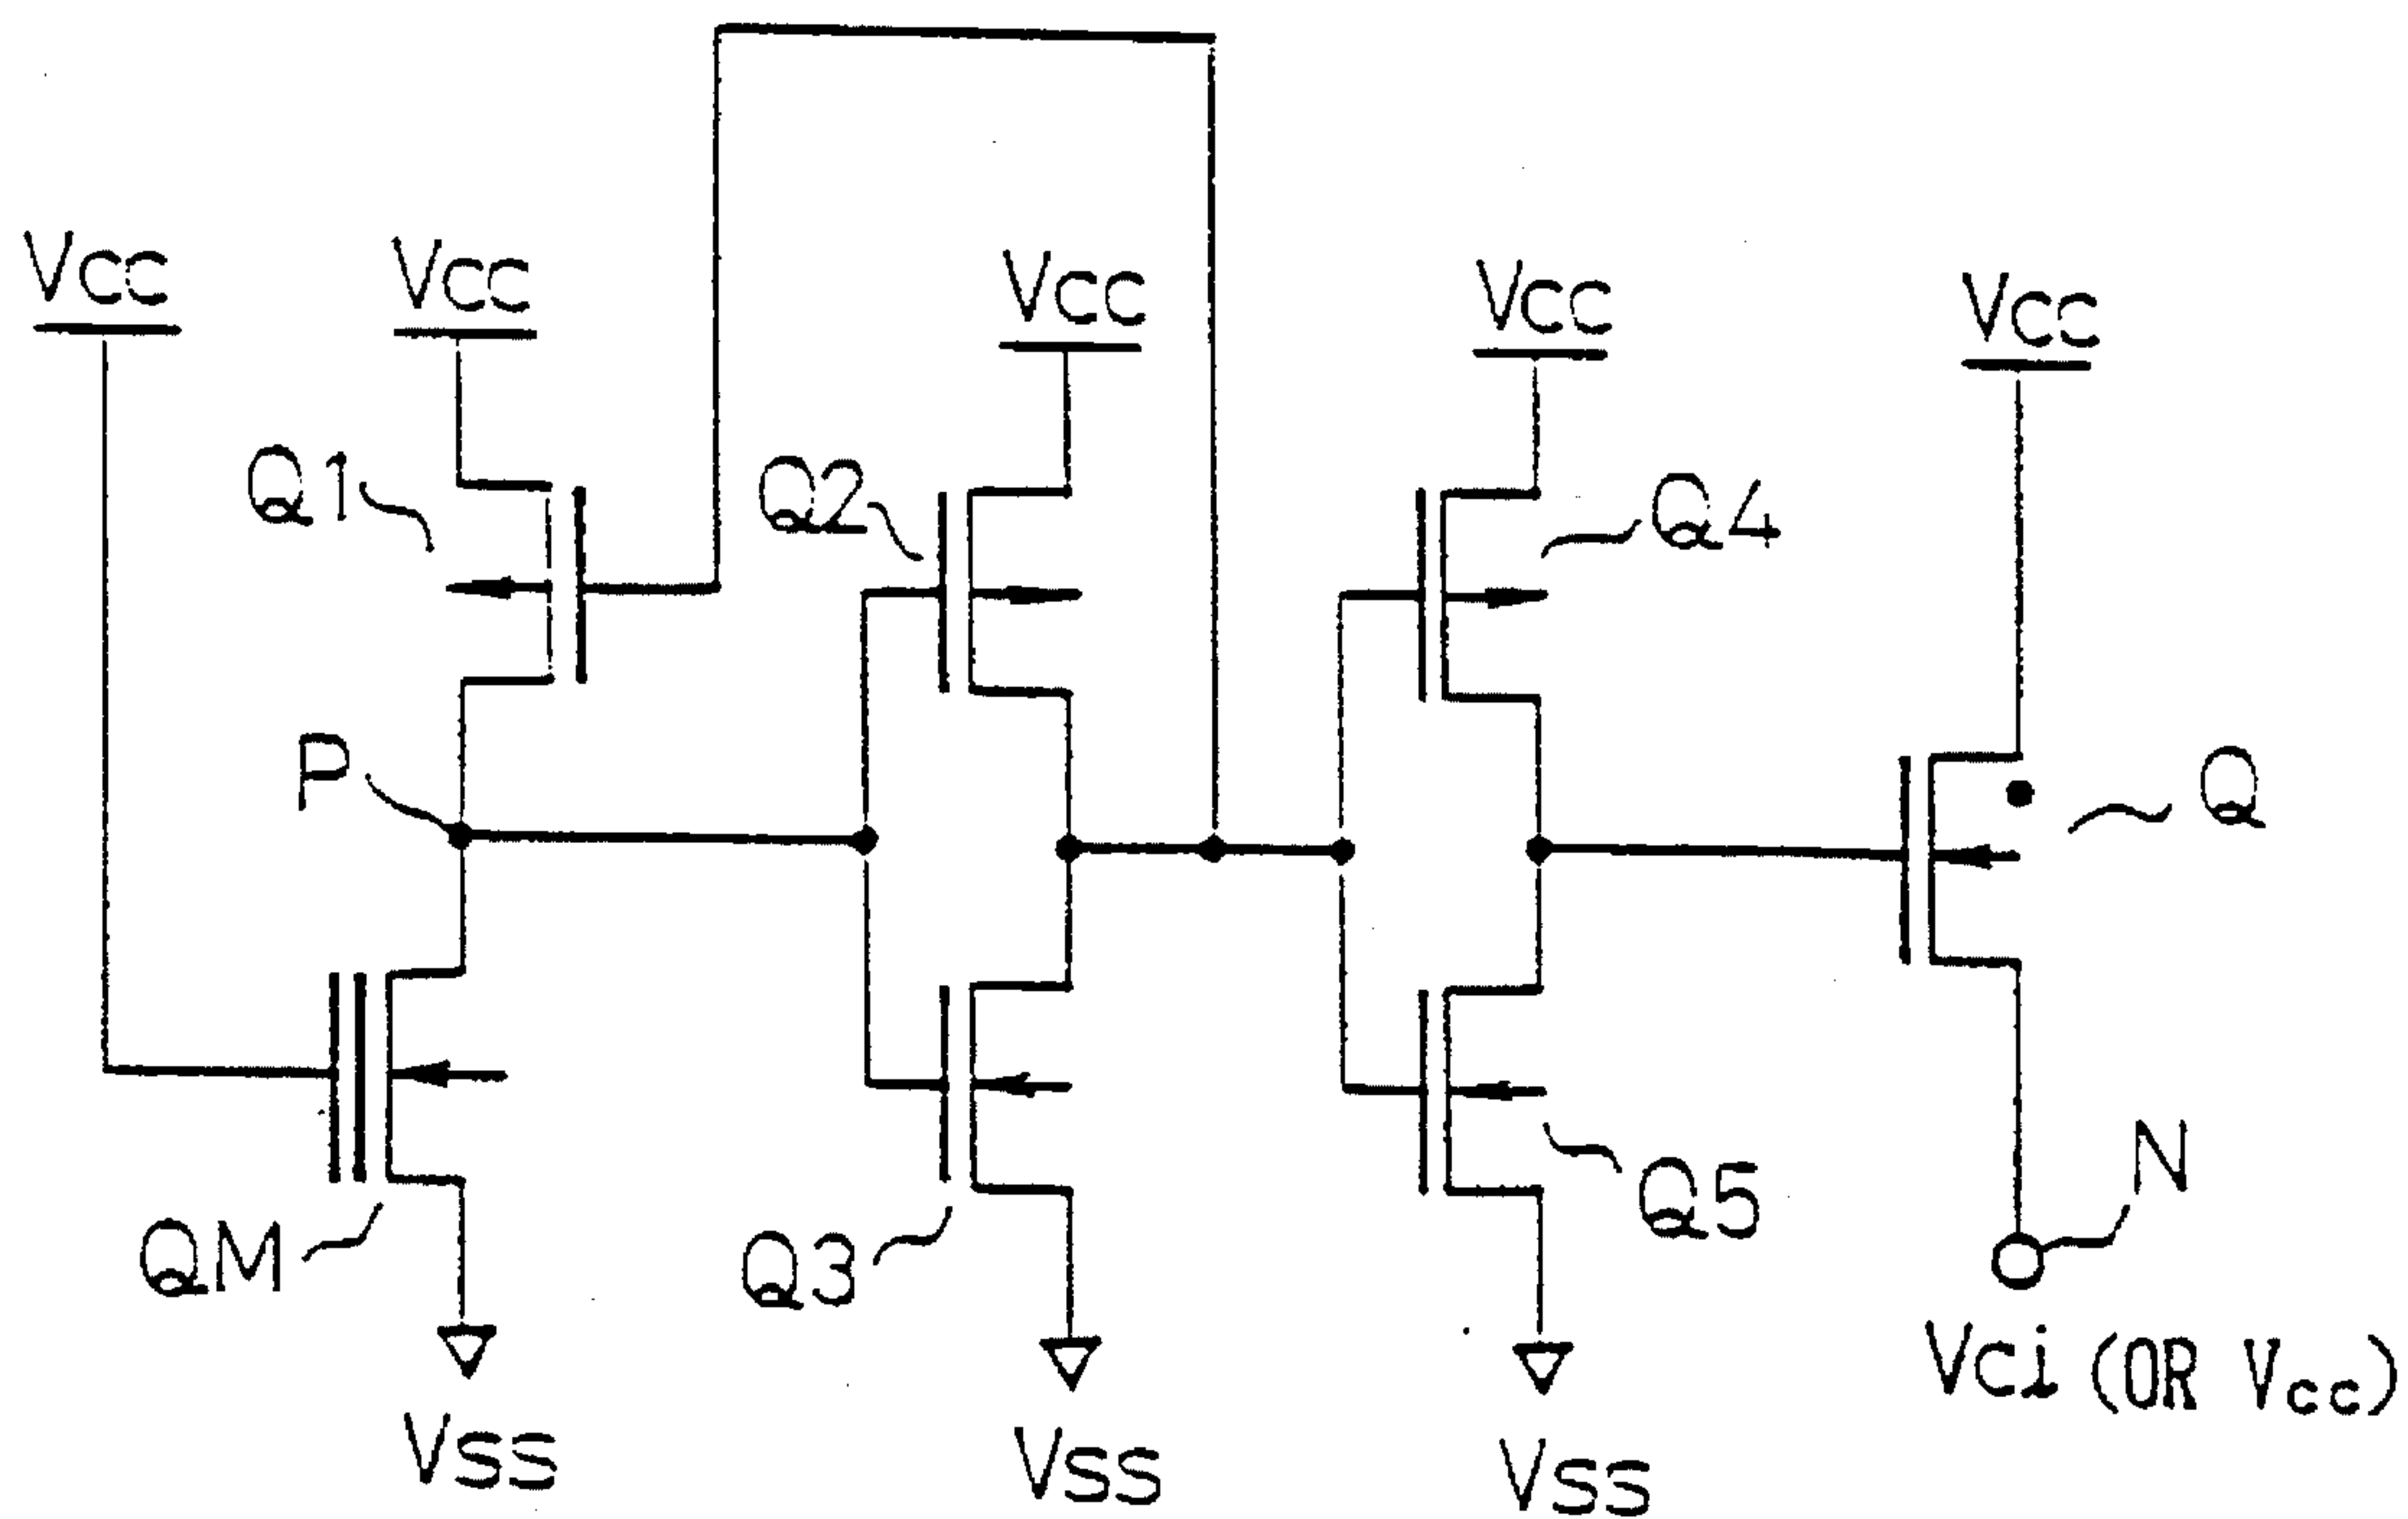 Vcc
Vcc
Vcc
Vcc
Vcc
Q1
Q2
Q4
P
Q
QM
Q3
Q5
N
Vci (OR Vcc)
Vss
Vss
Vss